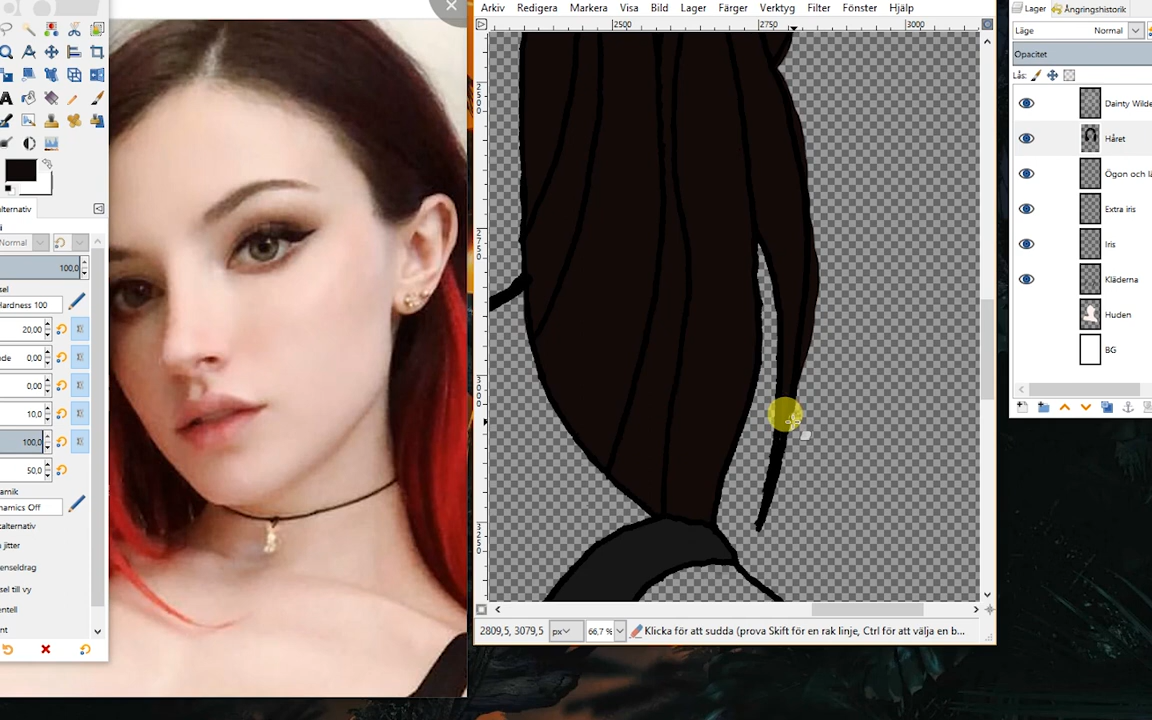 Arkiv Redigera Markera Visa Bild Lager Färger Verktyg Filter Fönster Hjälp
2500 2750 3000
Lager Ångringshistorik
Läge Normal
Opacitet
Lås:
Dainty Wilde
Håret
Ögon och lä
Extra iris
Iris
Kläderna
Huden
BG
alternativ
Normal
100,0
Hardness 100
20,00
0,00
0,00
10,0
100,0
50,0
namics Off
alternativ
jitter
enseldrag
sel till vy
entell
2809,5, 3079,5 px 66,7 % Klicka för att sudda (prova Skift för en rak linje, Ctrl för att välja en b...